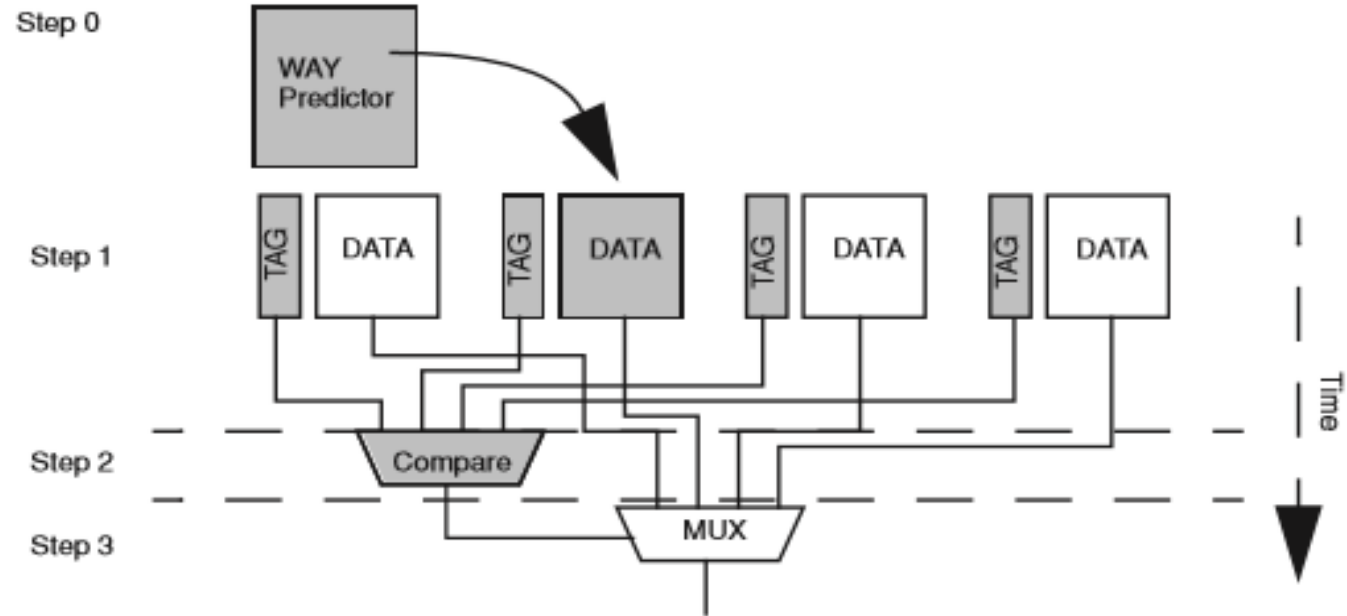 Step 0
WAY
Predictor
Step 1
TAG
DATA
TAG
DATA
TAG
DATA
TAG
DATA
Time
Step 2
Compare
Step 3
MUX